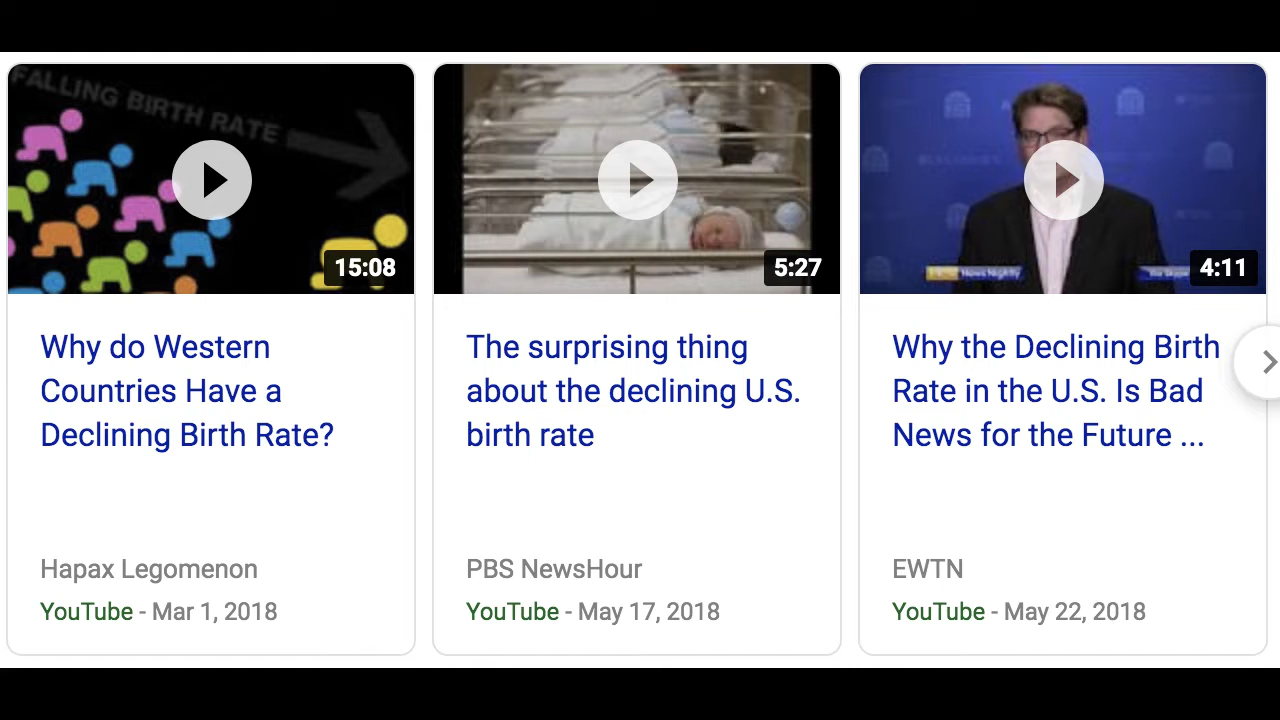 FALLING BIRTH RATE
15:08
Why do Western
Countries Have a
Declining Birth Rate?
Hapax Legomenon
YouTube - Mar 1, 2018
5:27
The surprising thing
about the declining U.S.
birth rate
PBS NewsHour
YouTube - May 17, 2018
News Nightly
4:11
Why the Declining Birth
Rate in the U.S. Is Bad
News for the Future ...
EWTN
YouTube - May 22, 2018